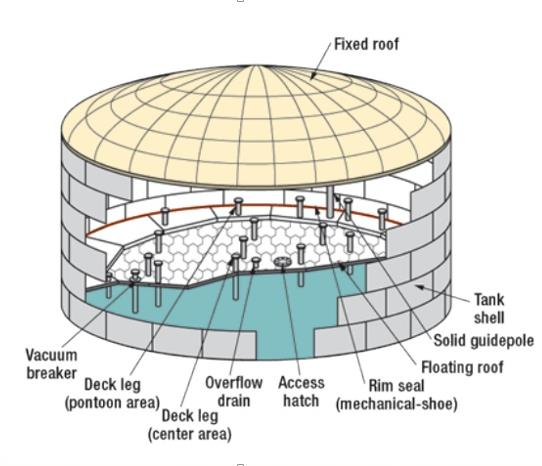 Fixed roof
Tank
shell
Solid guidepole
Floating roof
Rim seal
(mechanical-shoe)
Access
hatch
Overflow
drain
Deck leg
(center area)
Deck leg
(pontoon area)
Vacuum
breaker